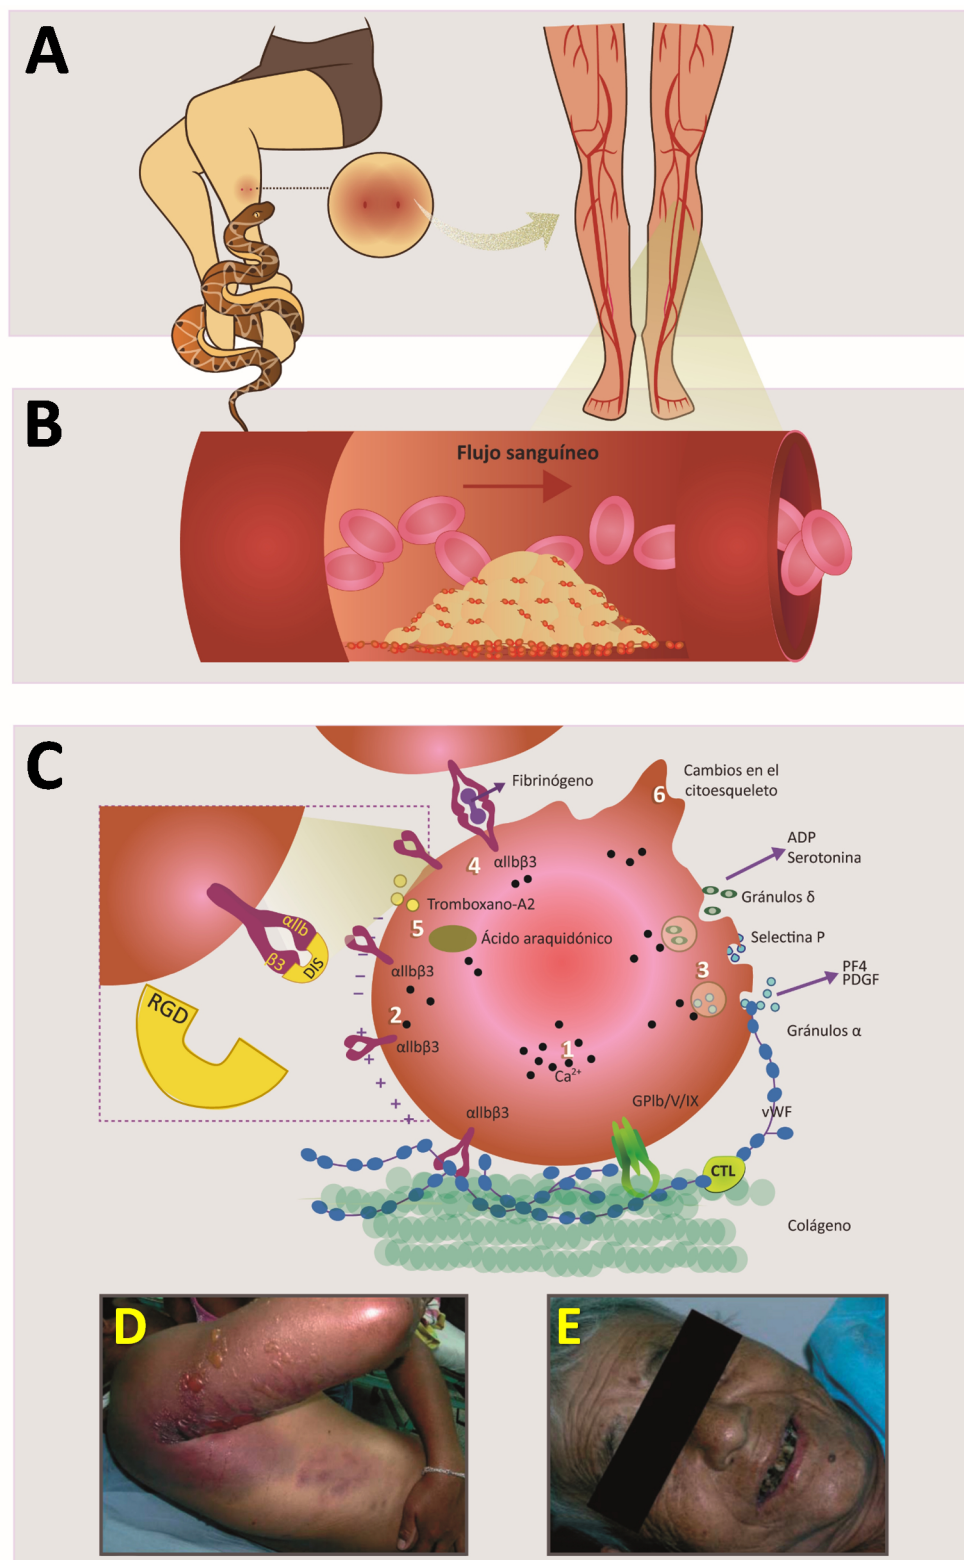 A
B
Flujo sanguíneo
C
Fibrinógeno
Cambios en el
citoesqueleto
6
4
αIIbβ3
ADP
Serotonina
Gránulos δ
Tromboxano-A2
5
Ácido araquidónico
Selectina P
αIIb
β3
DIS
αIIbβ3
3
PF4
PDGF
RGD
2
αIIbβ3
Gránulos α
1
Ca2+
αIIbβ3
GPIb/V/IX
vWF
CTL
Colágeno
D
E